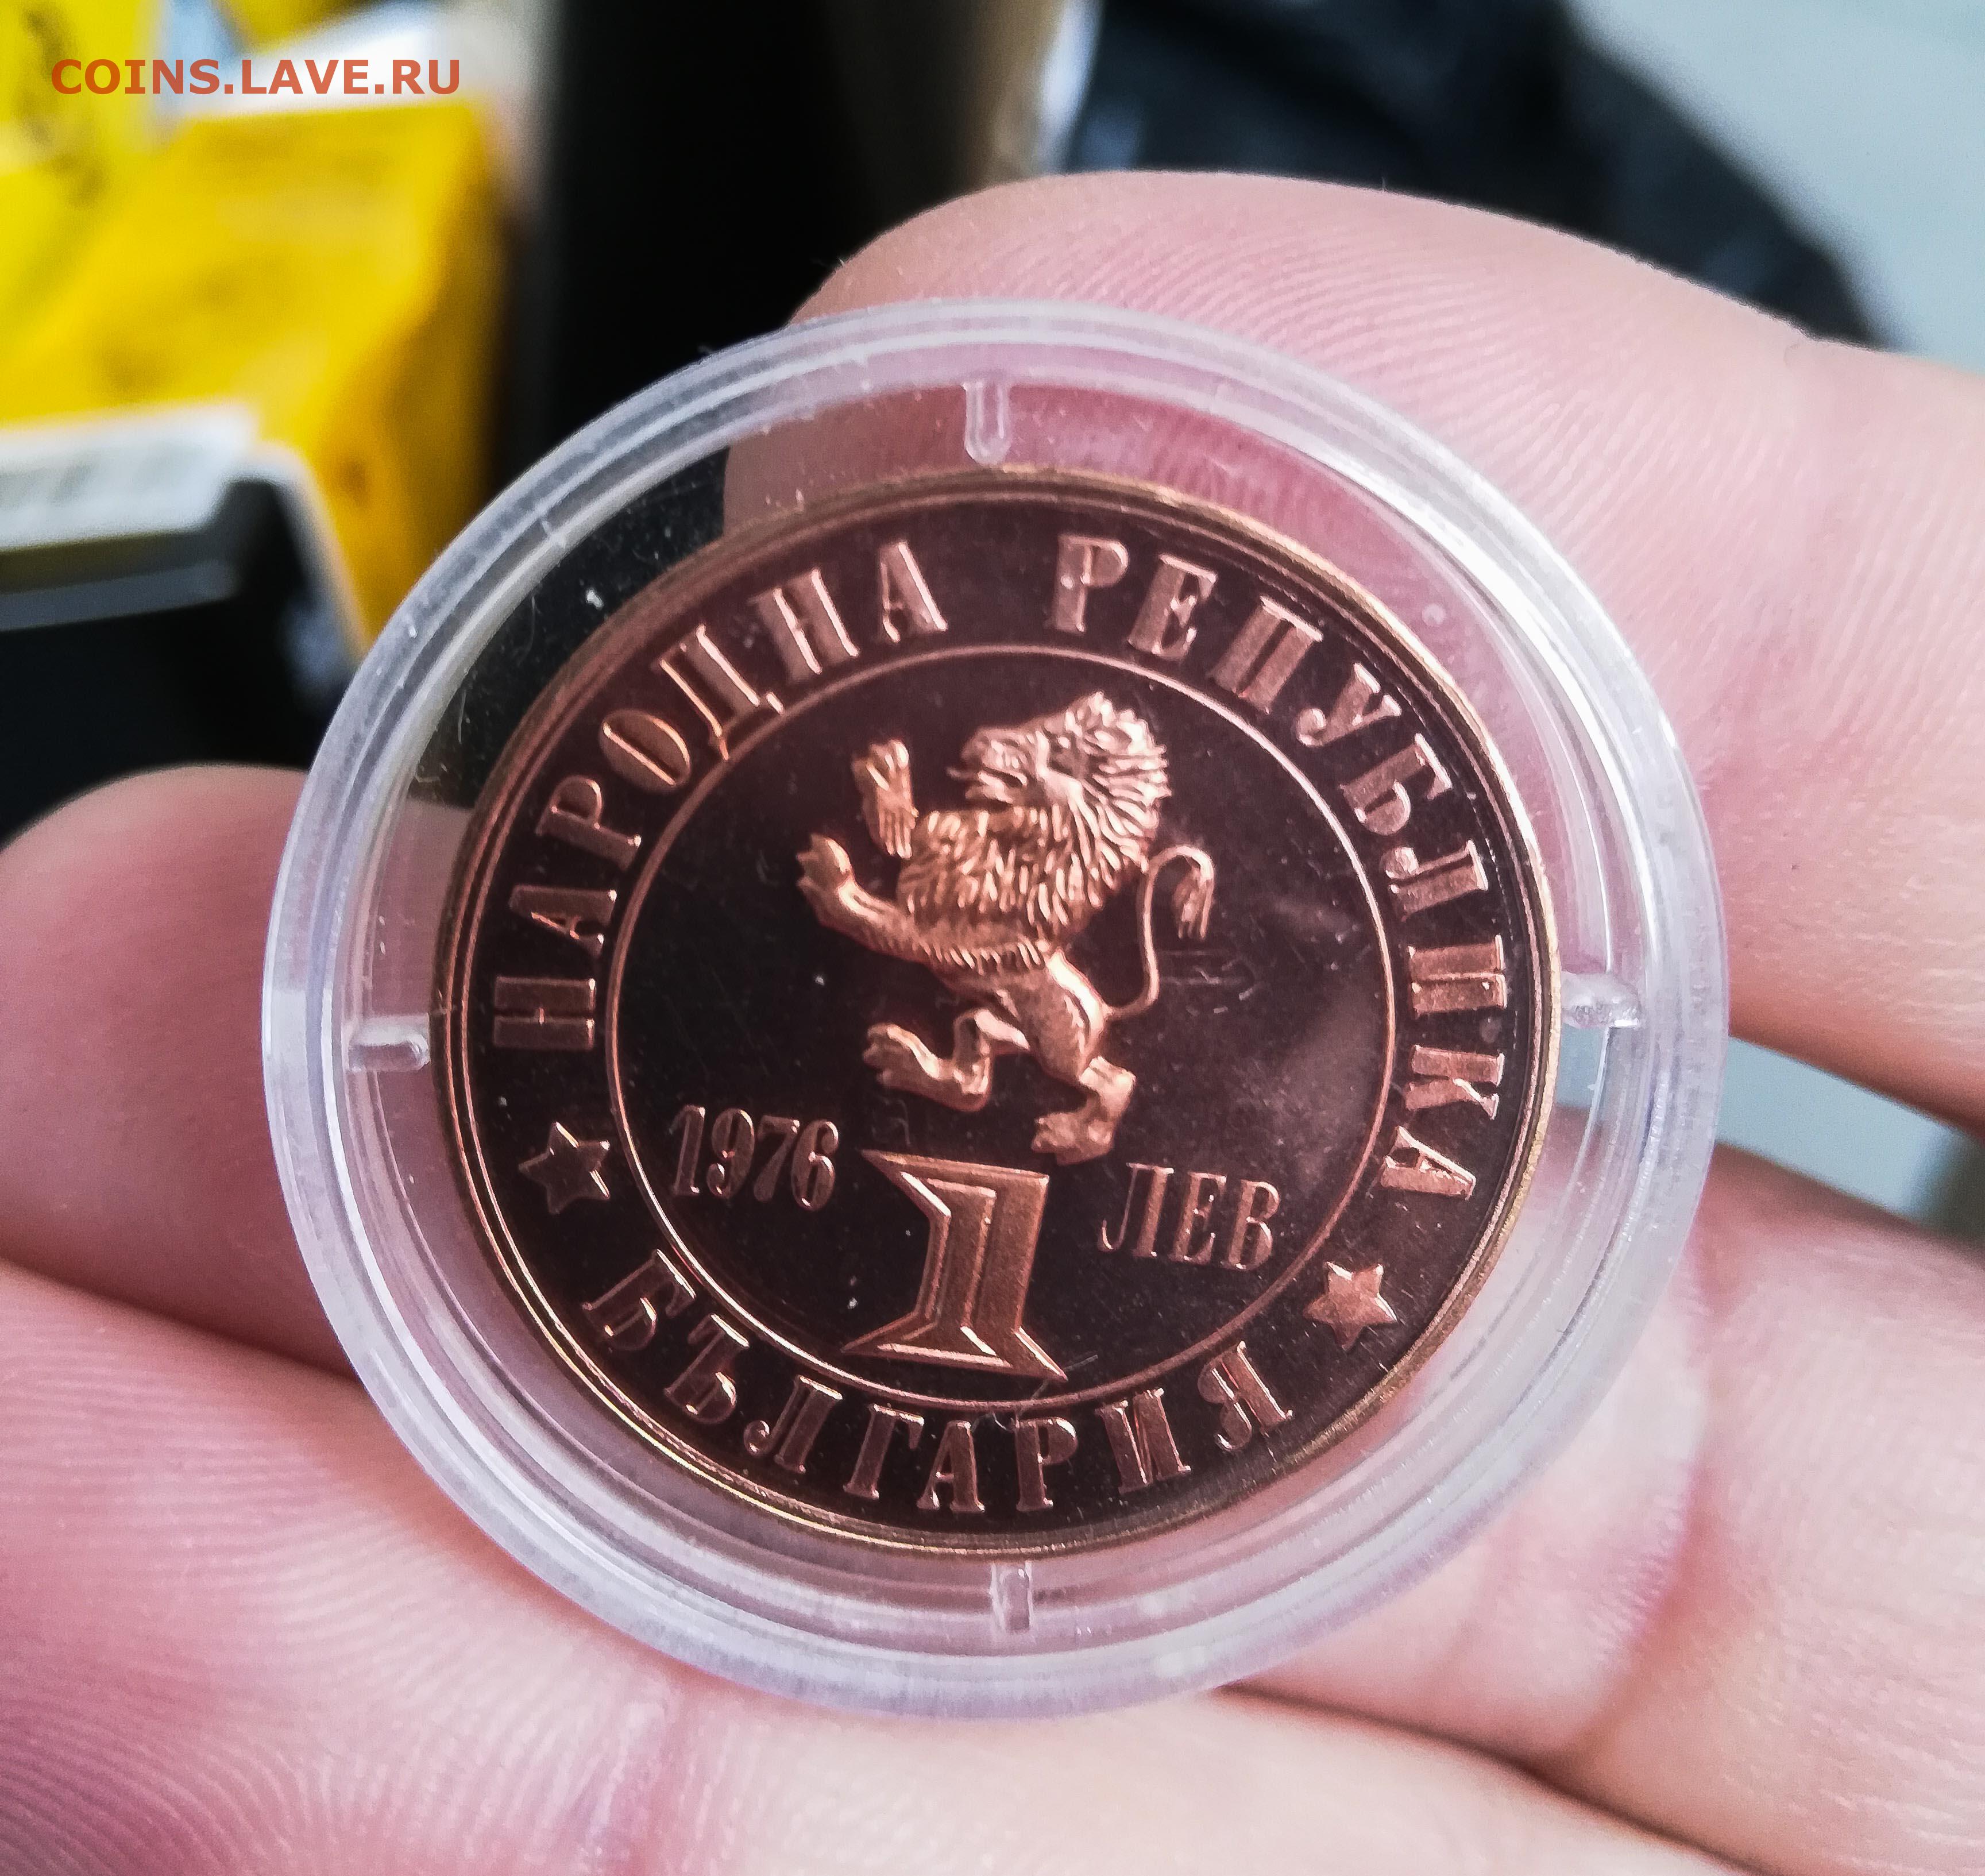 COINS.LAVE.RU
НАРОДНА РЕПУБЛИКА
1976
1
ЛЕВ
БЪЛГАРИЯ